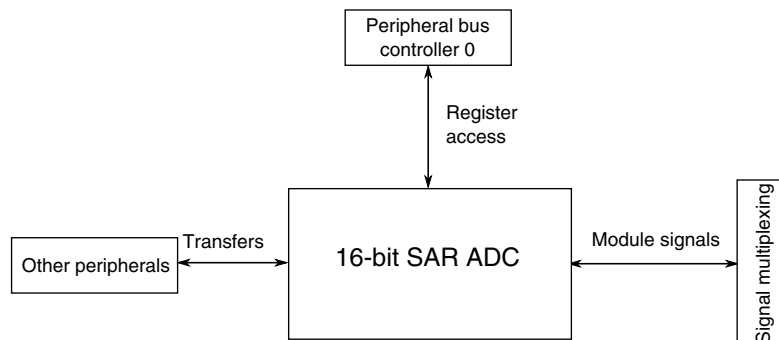 Peripheral bus
controller 0
Register
access
Transfers
Other peripherals
16-bit SAR ADC
Module signals
Signal multiplexing